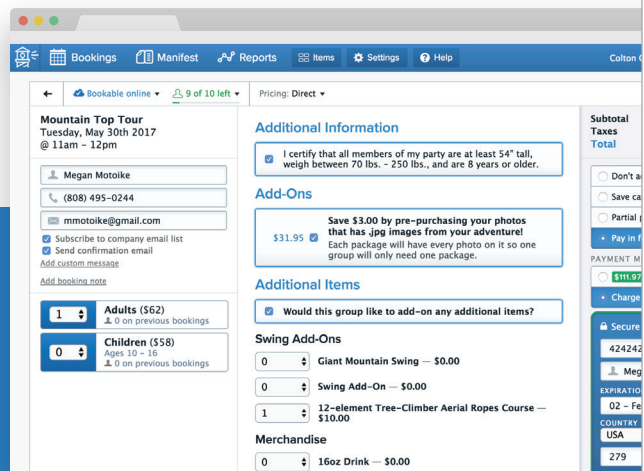 Bookings Manifest Reports Items Settings Help Colton
Bookable online 9 of 10 left Pricing: Direct
Mountain Top Tour
Tuesday, May 30th 2017
@ 11am – 12pm
Megan Motoike
(808) 495-0244
mmotoike@gmail.com
Subscribe to company email list
Send confirmation email
Add custom message
Add booking note
1 Adults ($62)
0 on previous bookings
0 Children ($58)
Ages 10 – 16
0 on previous bookings
Additional Information
I certify that all members of my party are at least 54" tall,
weigh between 70 lbs. – 250 lbs., and are 8 years or older.
Add-Ons
$31.95 Save $3.00 by pre-purchasing your photos
that has .jpg images from your adventure!
Each package will have every photo on it so one
group will only need one package.
Additional Items
Would this group like to add-on any additional items?
Swing Add-Ons
0 Giant Mountain Swing — $0.00
0 Swing Add-On — $0.00
1 12-element Tree-Climber Aerial Ropes Course —
$10.00
Merchandise
0 16oz Drink — $0.00
Subtotal
Taxes
Total
Don't
Save
Partial
Pay in
PAYMENT
$111.97
Charge
Secure
424242
Meg
EXPIRATIO
02 – Fe
COUNTRY
USA
279